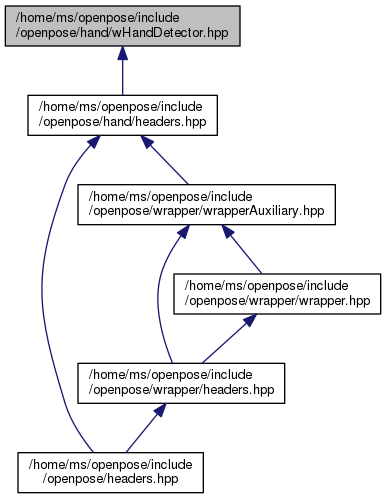 /home/ms/openpose/include
/openpose/hand/wHandDetector.hpp
/home/ms/openpose/include
/openpose/hand/headers.hpp
/home/ms/openpose/include
/openpose/wrapper/wrapperAuxiliary.hpp
/home/ms/openpose/include
/openpose/wrapper/wrapper.hpp
/home/ms/openpose/include
/openpose/wrapper/headers.hpp
/home/ms/openpose/include
/openpose/headers.hpp